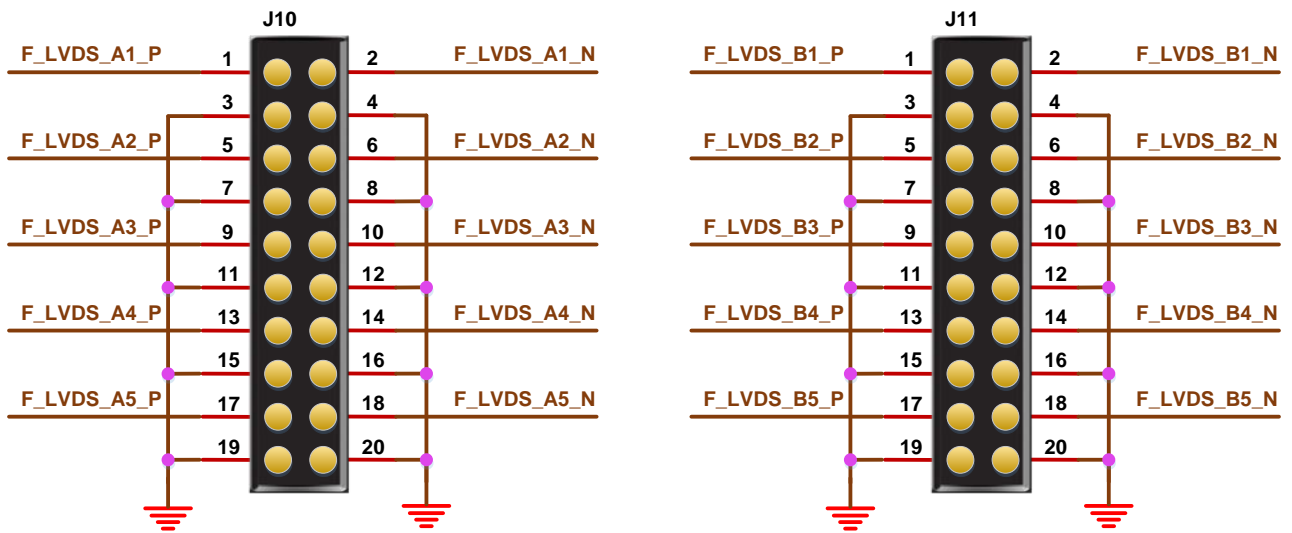 J10 J11
F_LVDS_A1_P 1 2 F_LVDS_A1_N F_LVDS_B1_P 1 2 F_LVDS_B1_N
3 4 3 4
F_LVDS_A2_P 5 6 F_LVDS_A2_N F_LVDS_B2_P 5 6 F_LVDS_B2_N
7 8 7 8
F_LVDS_A3_P 9 10 F_LVDS_A3_N F_LVDS_B3_P 9 10 F_LVDS_B3_N
11 12 11 12
F_LVDS_A4_P 13 14 F_LVDS_A4_N F_LVDS_B4_P 13 14 F_LVDS_B4_N
15 16 15 16
F_LVDS_A5_P 17 18 F_LVDS_A5_N F_LVDS_B5_P 17 18 F_LVDS_B5_N
19 20 19 20